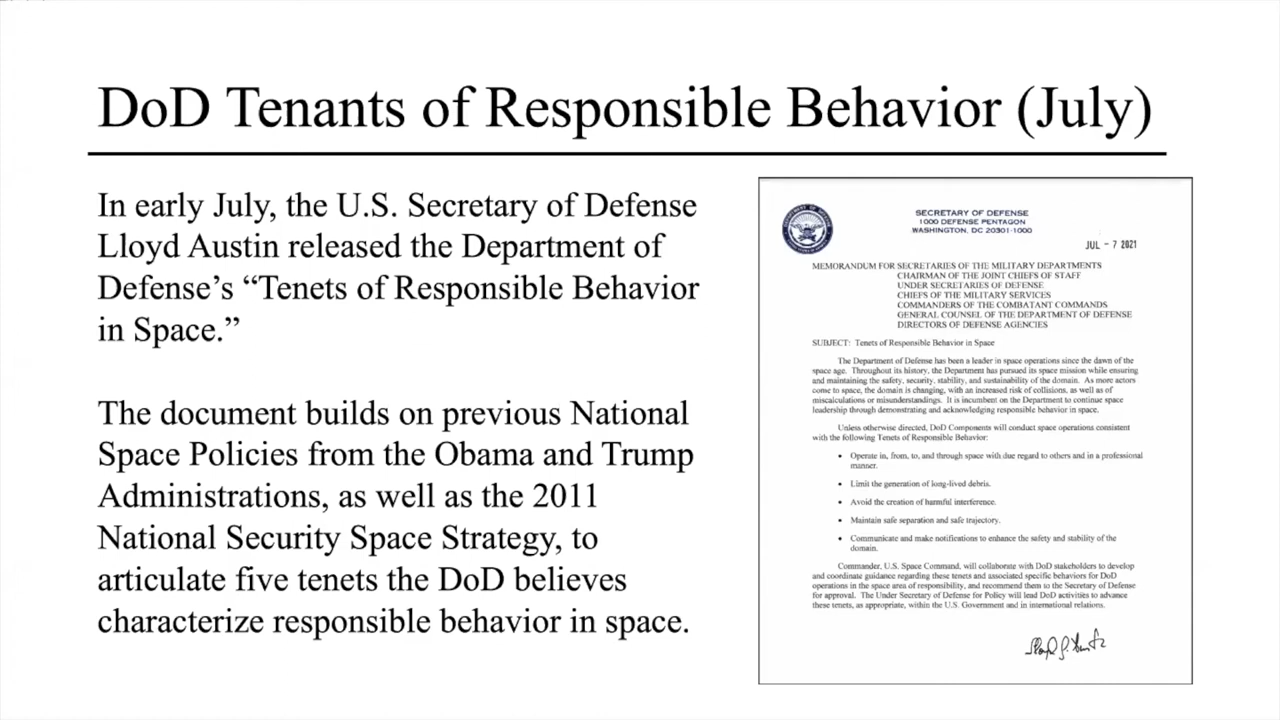 DoD Tenants of Responsible Behavior (July)
In early July, the U.S. Secretary of Defense
Lloyd Austin released the Department of
Defense’s “Tenets of Responsible Behavior
in Space.”
The document builds on previous National
Space Policies from the Obama and Trump
Administrations, as well as the 2011
National Security Space Strategy, to
articulate five tenets the DoD believes
characterize responsible behavior in space.
SECRETARY OF DEFENSE
1000 DEFENSE PENTAGON
WASHINGTON, DC 20301-1000
JUL - 7 2021
MEMORANDUM FOR SECRETARIES OF THE MILITARY DEPARTMENTS
CHAIRMAN OF THE JOINT CHIEFS OF STAFF
UNDER SECRETARIES OF DEFENSE
CHIEFS OF THE MILITARY SERVICES
COMMANDERS OF THE COMBATANT COMMANDS
GENERAL COUNSEL OF THE DEPARTMENT OF DEFENSE
DIRECTORS OF DEFENSE AGENCIES
SUBJECT: Tenets of Responsible Behavior in Space
The Department of Defense has been a leader in space operations since the dawn of the
space age. Throughout its history, the Department has pursued its space mission while ensuring
and maintaining the safety, security, stability, and sustainability of the domain. As more actors
come to space, the domain is changing, with an increased risk of collisions, as well as of
miscalculations or misunderstandings. It is incumbent on the Department to continue space
leadership through demonstrating and acknowledging responsible behavior in space.
Unless otherwise directed, DoD Components will conduct space operations consistent
with the following Tenets of Responsible Behavior:
• Operate in, from, to, and through space with due regard to others and in a professional
manner.
• Limit the generation of long-lived debris.
• Avoid the creation of harmful interference.
• Maintain safe separation and safe trajectory.
• Communicate and make notifications to enhance the safety and stability of the
domain.
Commander, U.S. Space Command, will collaborate with DoD stakeholders to develop
and coordinate guidance regarding these tenets and associated specific behaviors for DoD
operations in the space area of responsibility, and recommend them to the Secretary of Defense
for approval. The Under Secretary of Defense for Policy will lead DoD activities to advance
these tenets, as appropriate, within the U.S. Government and in international relations.